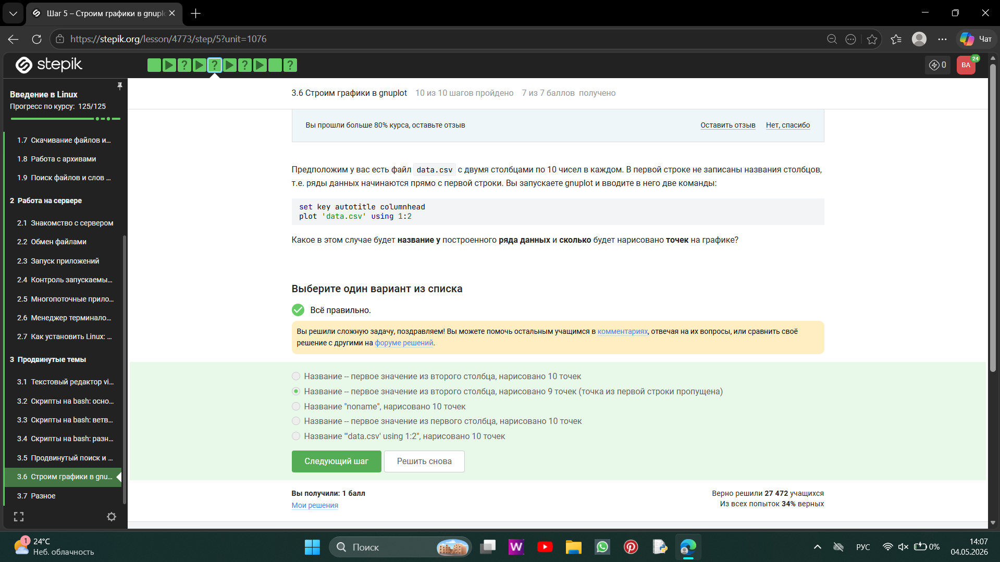 Шаг 5 – Строим графики в gnupl
https://stepik.org/lesson/4773/step/5?unit=1076
Чат
stepik
? ? ? ?
0
ВА
24
Введение в Linux
Прогресс по курсу: 125/125
1.7 Скачивание файлов и...
1.8 Работа с архивами
1.9 Поиск файлов и слов ...
2 Работа на сервере
2.1 Знакомство с сервером
2.2 Обмен файлами
2.3 Запуск приложений
2.4 Контроль запускаемы...
2.5 Многопоточные прило...
2.6 Менеджер терминало...
2.7 Как установить Linux: ...
3 Продвинутые темы
3.1 Текстовый редактор vi...
3.2 Скрипты на bash: осно...
3.3 Скрипты на bash: ветв...
3.4 Скрипты на bash: разн...
3.5 Продвинутый поиск и ...
3.6 Строим графики в gnu...
3.7 Разное
3.6 Строим графики в gnuplot 10 из 10 шагов пройдено 7 из 7 баллов получено
Вы прошли больше 80% курса, оставьте отзыв
Оставить отзыв Нет, спасибо
Предположим у вас есть файл data.csv с двумя столбцами по 10 чисел в каждом. В первой строке не записаны названия столбцов,
т.е. ряды данных начинаются прямо с первой строки. Вы запускаете gnuplot и вводите в него две команды:
set key autotitle columnhead
plot 'data.csv' using 1:2
Какое в этом случае будет название у построенного ряда данных и сколько будет нарисовано точек на графике?
Выберите один вариант из списка
Всё правильно.
Вы решили сложную задачу, поздравляем! Вы можете помочь остальным учащимся в комментариях, отвечая на их вопросы, или сравнить своё
решение с другими на форуме решений.
Название -- первое значение из второго столбца, нарисовано 10 точек
Название -- первое значение из второго столбца, нарисовано 9 точек (точка из первой строки пропущена)
Название "noname", нарисовано 10 точек
Название -- первое значение из первого столбца, нарисовано 10 точек
Название "'data.csv' using 1:2", нарисовано 10 точек
Следующий шаг
Решить снова
Вы получили: 1 балл
Мои решения
Верно решили 27 472 учащихся
Из всех попыток 34% верных
1
24°C
Неб. облачность
Поиск
W
РУС
0%
14:07
04.05.2026